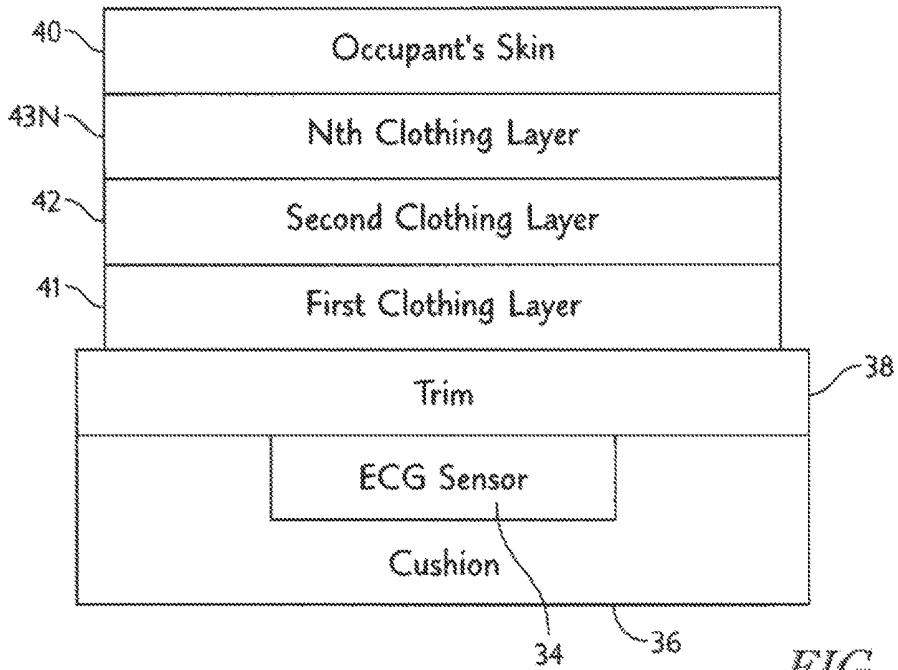 40
Occupant's Skin
43N
Nth Clothing Layer
42
Second Clothing Layer
41
First Clothing Layer
Trim
38
ECG Sensor
Cushion
34
36
FIG.